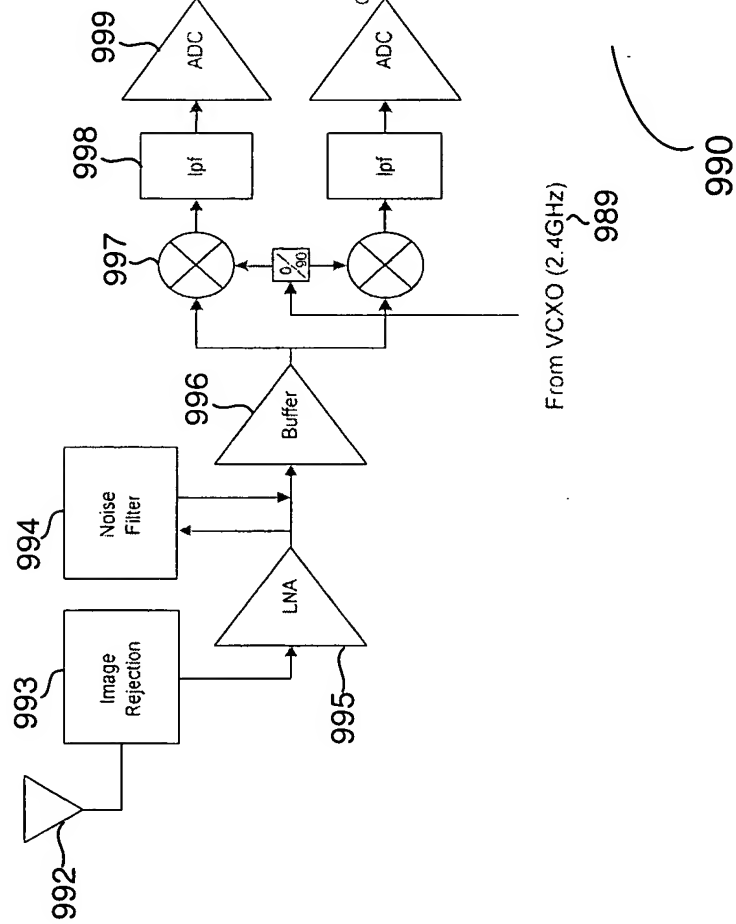 992
993
Image
Rejection
994
Noise
Filter
995
LNA
996
Buffer
997
0/90
998
lpf
lpf
999
ADC
ADC
From VCXO (2.4GHz)
989
990